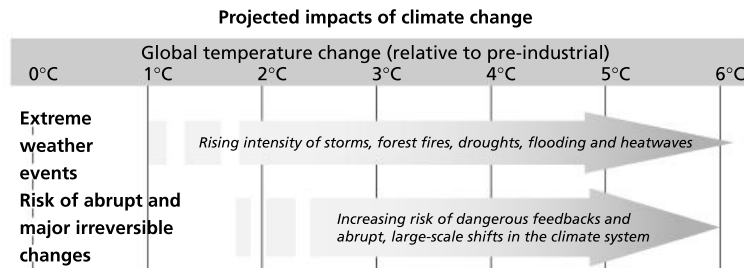 Projected impacts of climate change
Global temperature change (relative to pre-industrial)
0°C 1°C 2°C 3°C 4°C 5°C 6°C
Extreme
weather
events
Rising intensity of storms, forest fires, droughts, flooding and heatwaves
Risk of abrupt and
major irreversible
changes
Increasing risk of dangerous feedbacks and
abrupt, large-scale shifts in the climate system